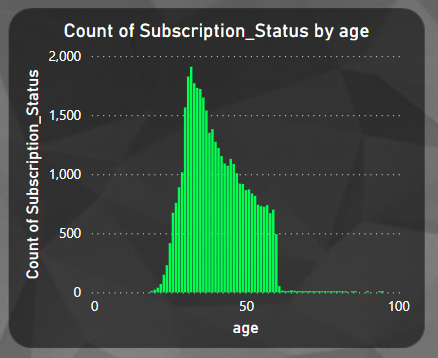 Count of Subscription_Status by age
Count of Subscription_Status
2,000
1,500
1,000
500
0
0 50 100
age